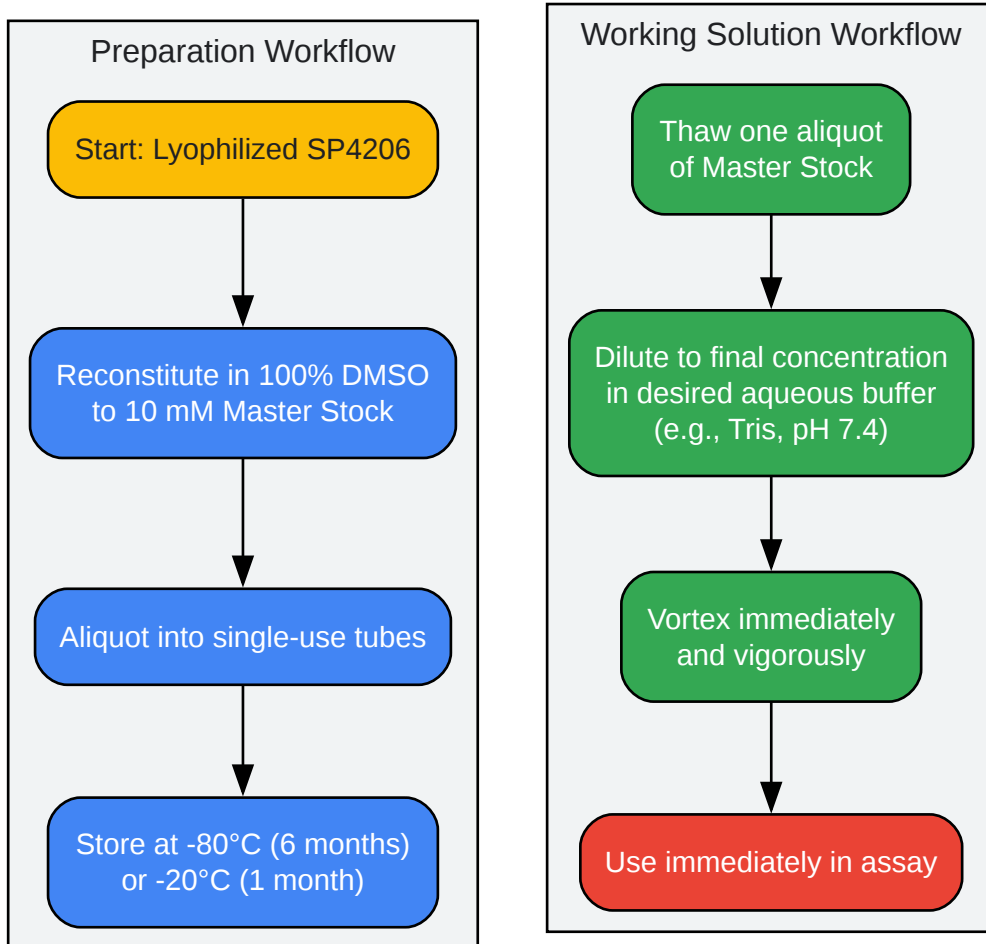 Preparation Workflow
Start: Lyophilized SP4206
Reconstitute in 100% DMSO
to 10 mM Master Stock
Aliquot into single-use tubes
Store at -80°C (6 months)
or -20°C (1 month)
Working Solution Workflow
Thaw one aliquot
of Master Stock
Dilute to final concentration
in desired aqueous buffer
(e.g., Tris, pH 7.4)
Vortex immediately
and vigorously
Use immediately in assay